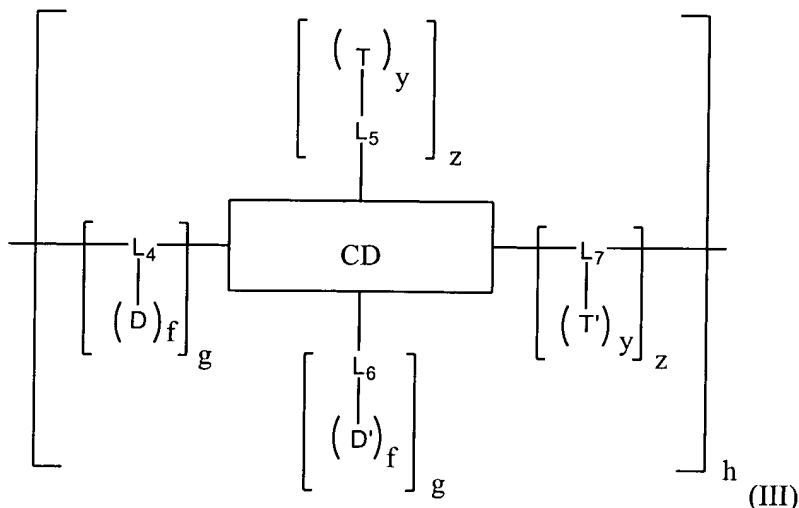 ( T ) y
L5
z
L4
CD
L7
( D ) f
g
( T' ) y
z
L6
( D' ) f
g
h
(III)